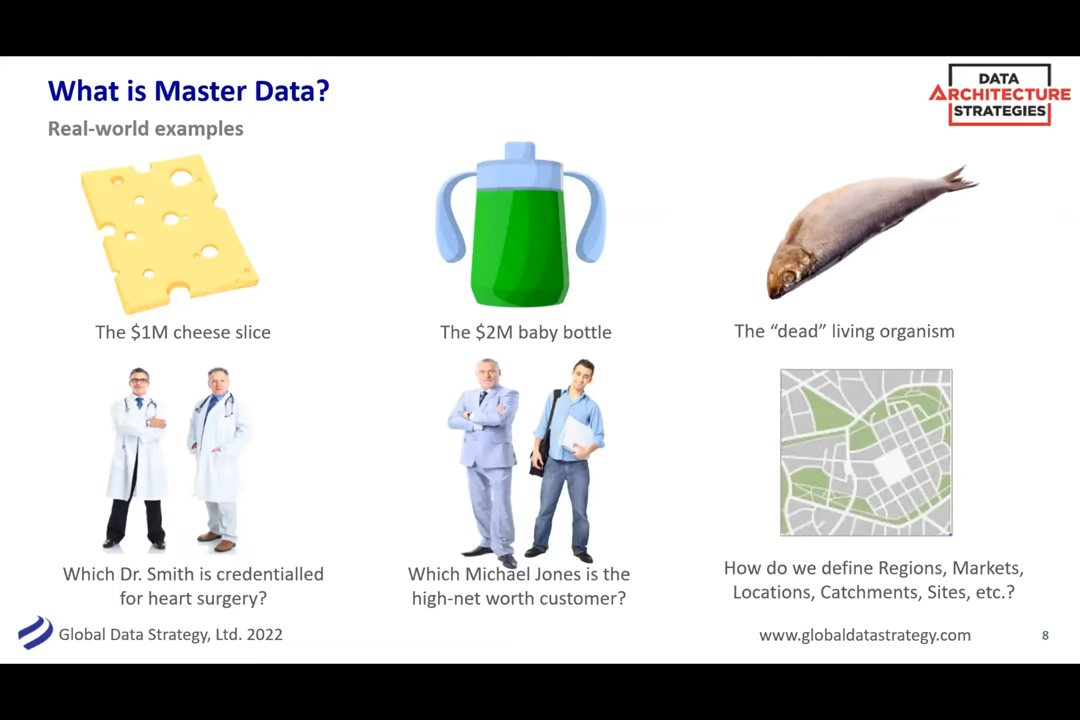 What is Master Data?
Real-world examples
DATA
ARCHITECTURE
STRATEGIES
The $1M cheese slice
The $2M baby bottle
The “dead” living organism
Which Dr. Smith is credentialled
for heart surgery?
Which Michael Jones is the
high-net worth customer?
How do we define Regions, Markets,
Locations, Catchments, Sites, etc.?
Global Data Strategy, Ltd. 2022
www.globaldatastrategy.com
8